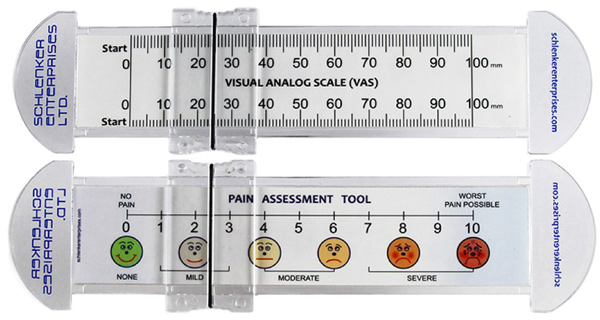 SCHLENKER
ENTERPRISES
LTD.
Start
0 10 20 30 40 50 60 70 80 90 100 mm
VISUAL ANALOG SCALE (VAS)
0 10 20 30 40 50 60 70 80 90 100 mm
Start
schlenkerenterprises.com
SCHLENKER
ENTERPRISES
LTD.
schlenkerenterprises.com
NO
PAIN
PAIN ASSESSMENT TOOL
WORST
PAIN POSSIBLE
0 1 2 3 4 5 6 7 8 9 10
NONE MILD MODERATE SEVERE
schlenkerenterprises.com